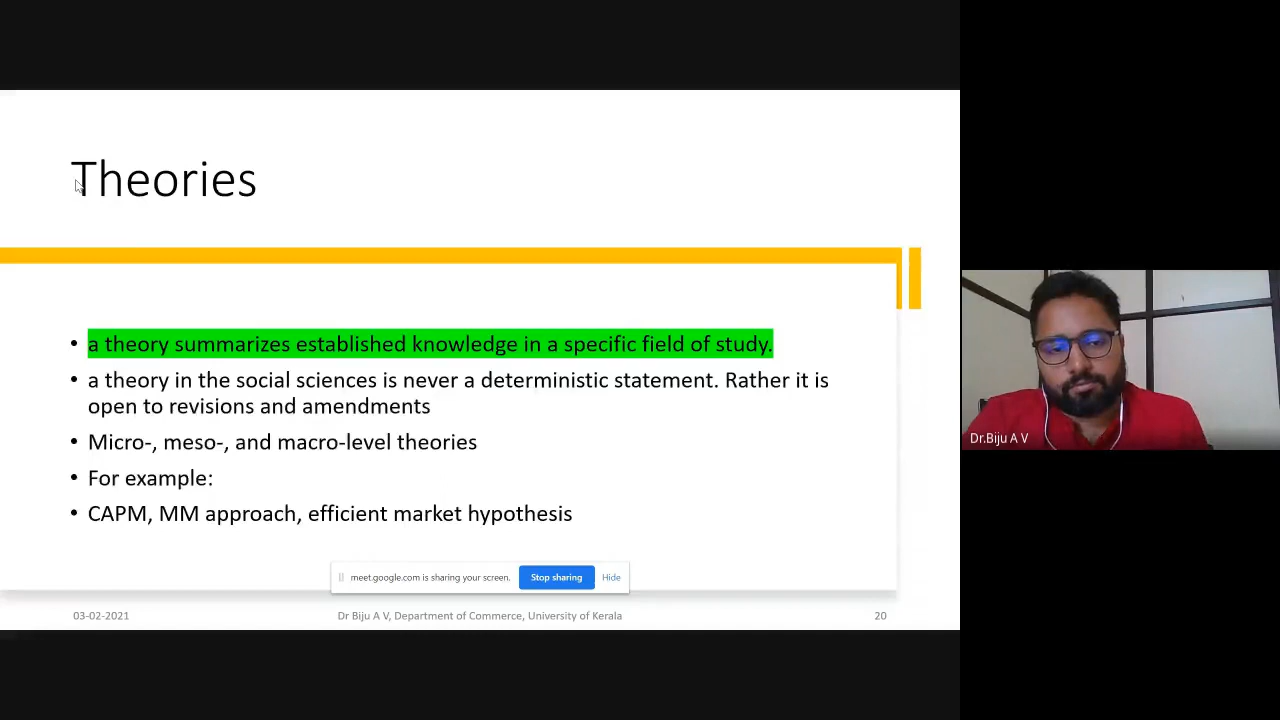 Theories
• a theory summarizes established knowledge in a specific field of study.
• a theory in the social sciences is never a deterministic statement. Rather it is
open to revisions and amendments
• Micro-, meso-, and macro-level theories
• For example:
• CAPM, MM approach, efficient market hypothesis
meet.google.com is sharing your screen. Stop sharing Hide
03-02-2021 Dr Biju A V, Department of Commerce, University of Kerala 20
Dr.Biju A V